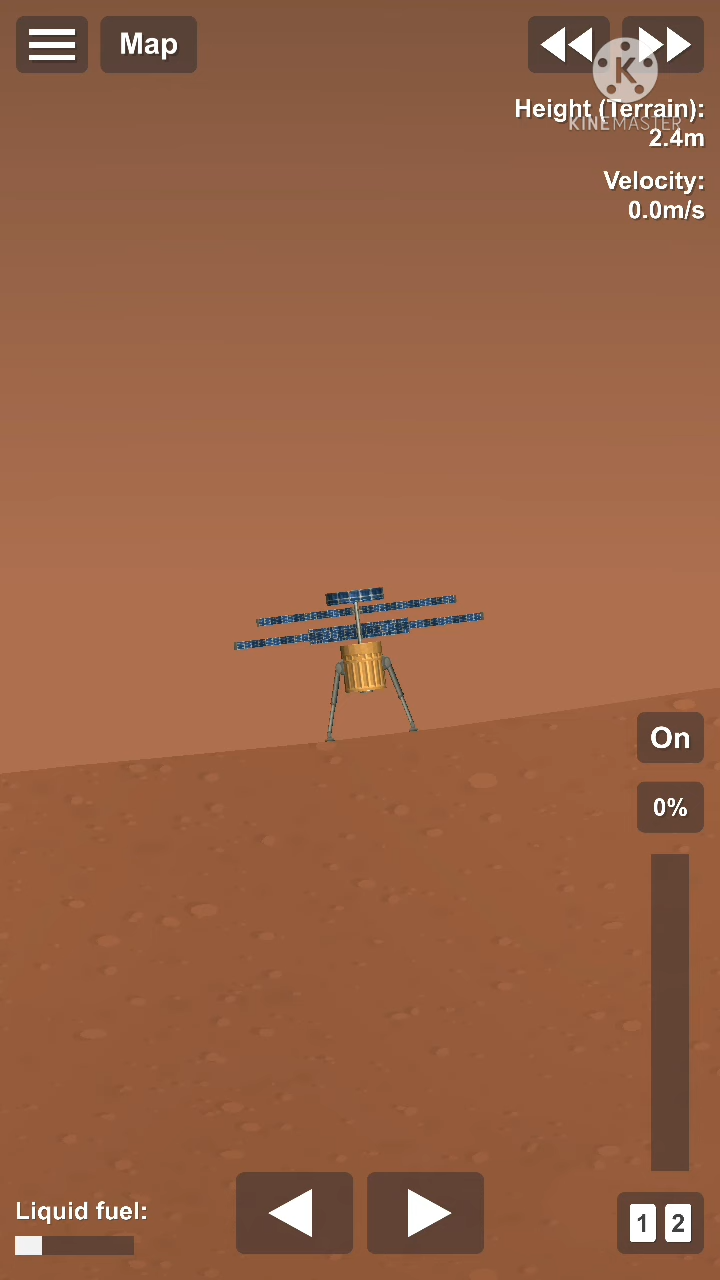 Map
K
KINEMASTER
Height (Terrain):
2.4m
Velocity:
0.0m/s
On
0%
Liquid fuel:
1 2